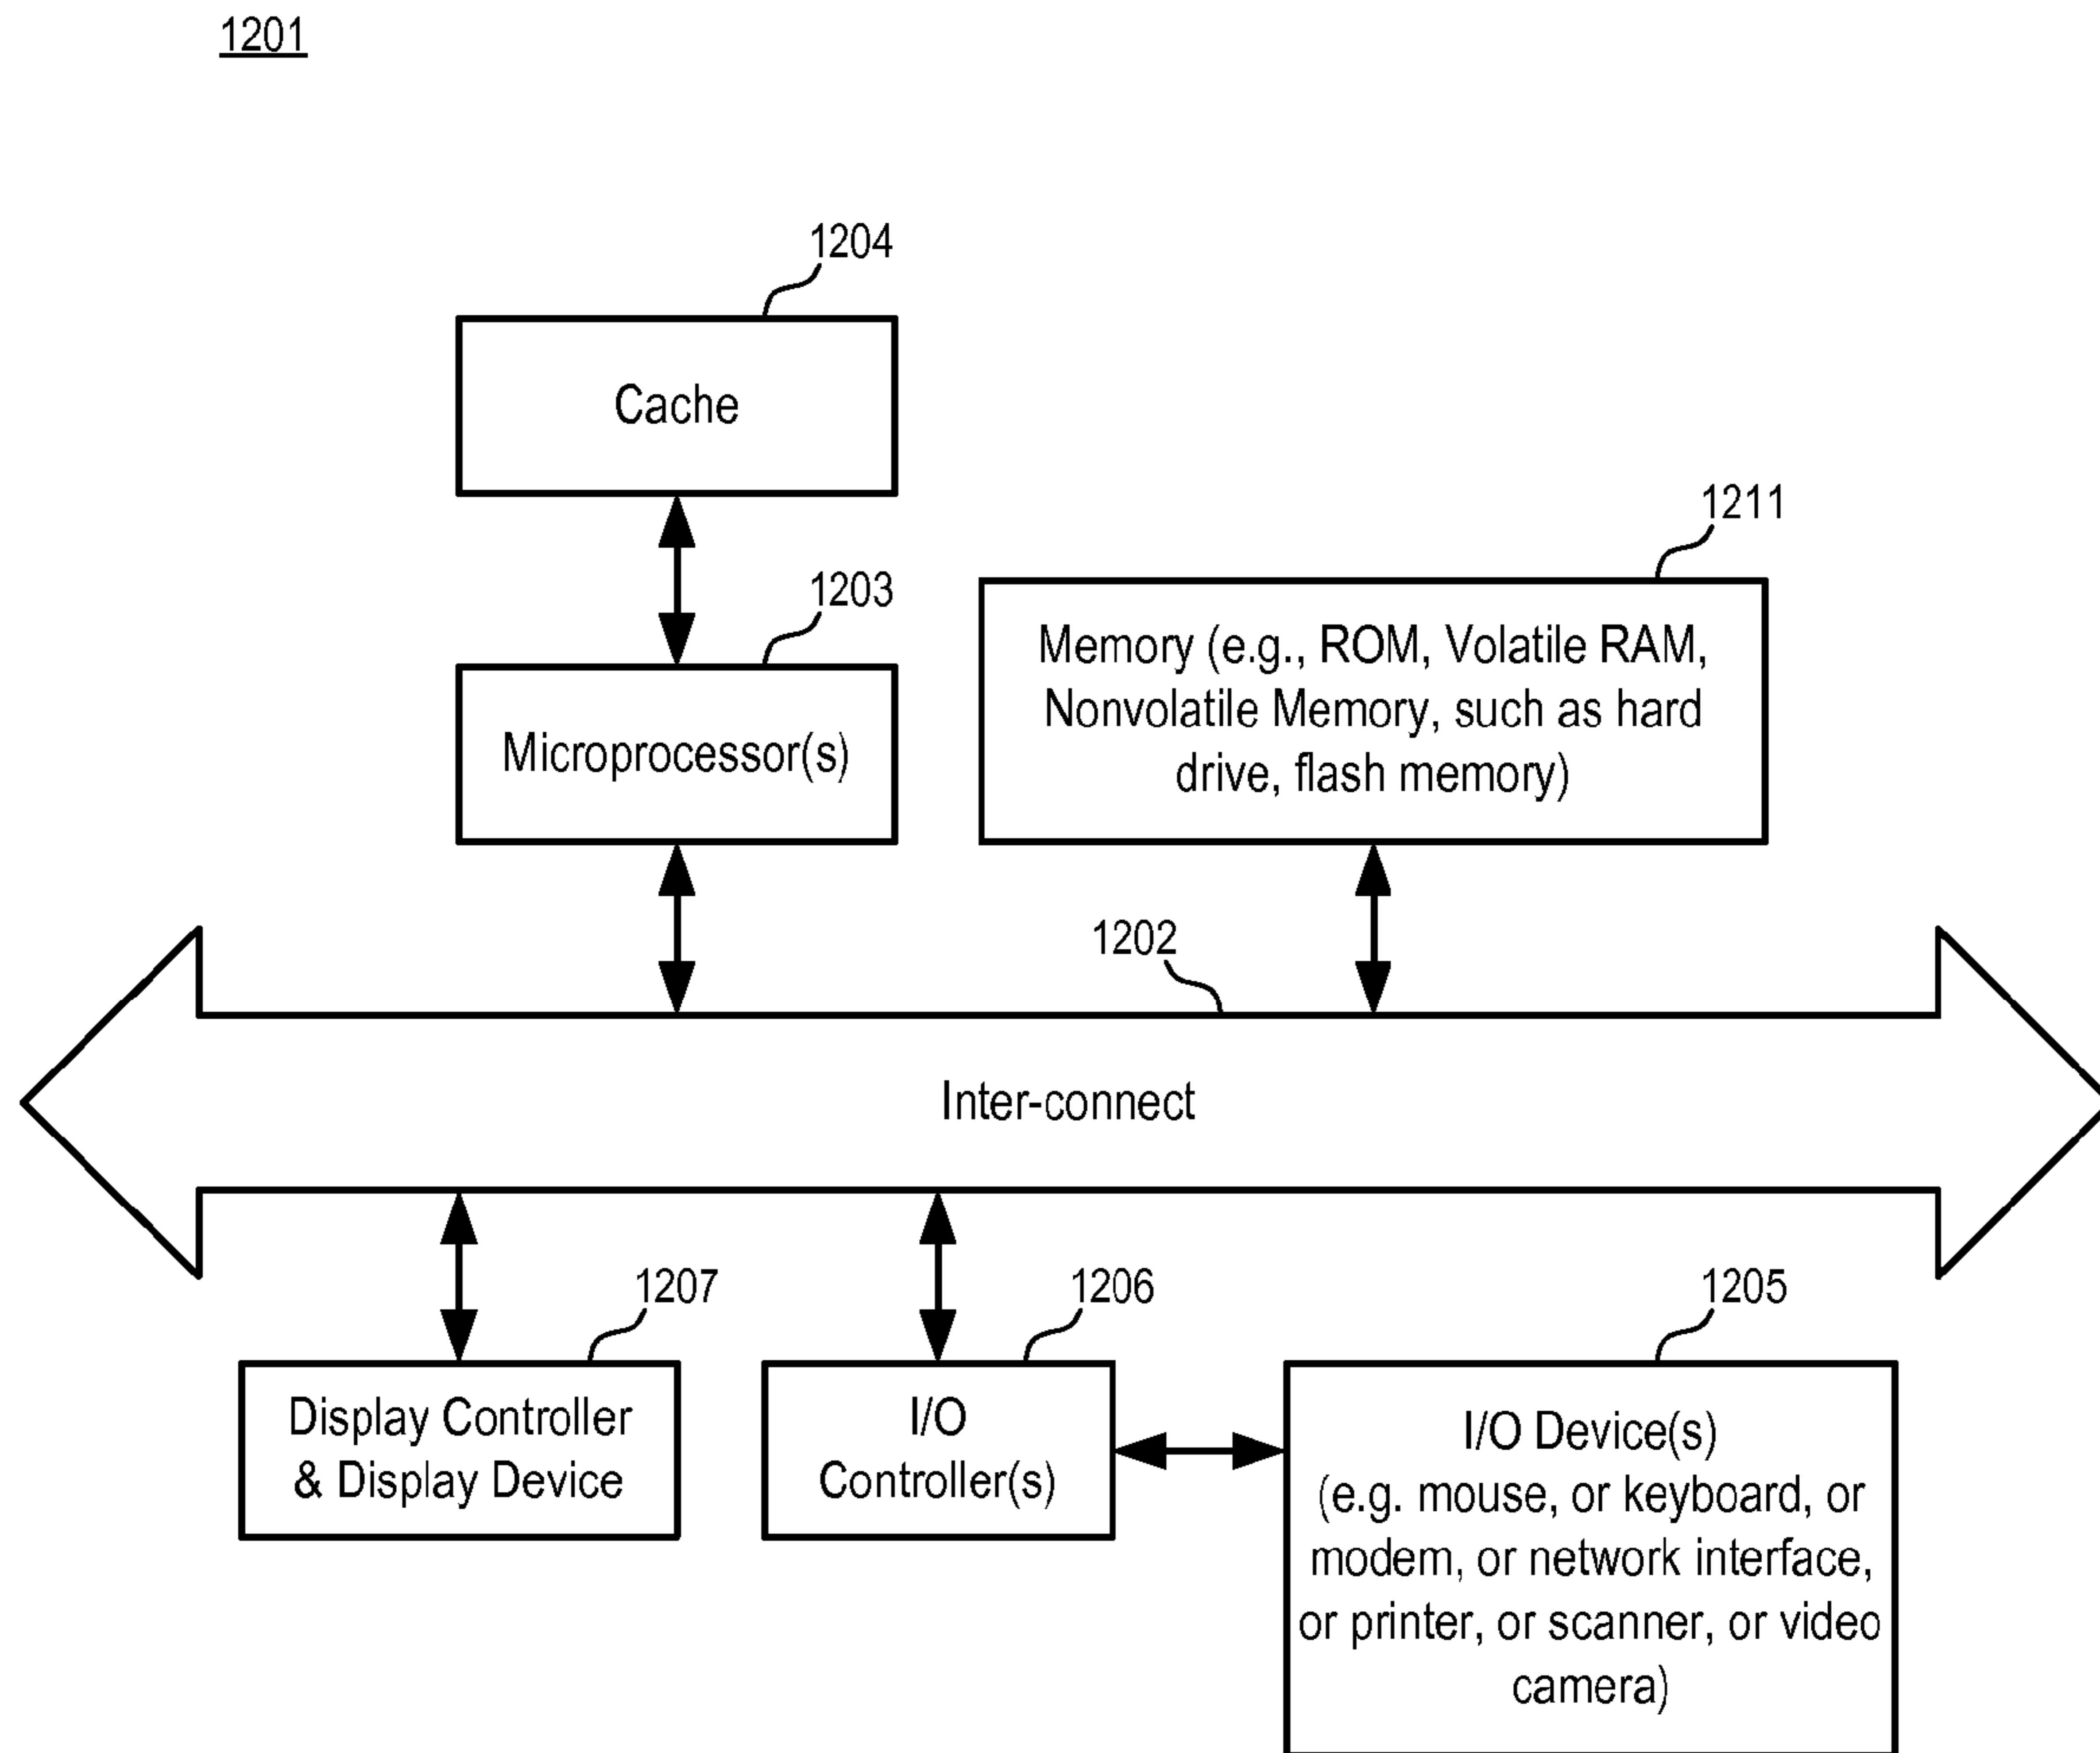 1201
1204
Cache
1211
1203
Memory (e.g., ROM, Volatile RAM,
Nonvolatile Memory, such as hard
drive, flash memory)
Microprocessor(s)
1202
Inter-connect
1207
1206
1205
Display Controller
& Display Device
I/O
Controller(s)
I/O Device(s)
(e.g. mouse, or keyboard, or
modem, or network interface,
or printer, or scanner, or video
camera)